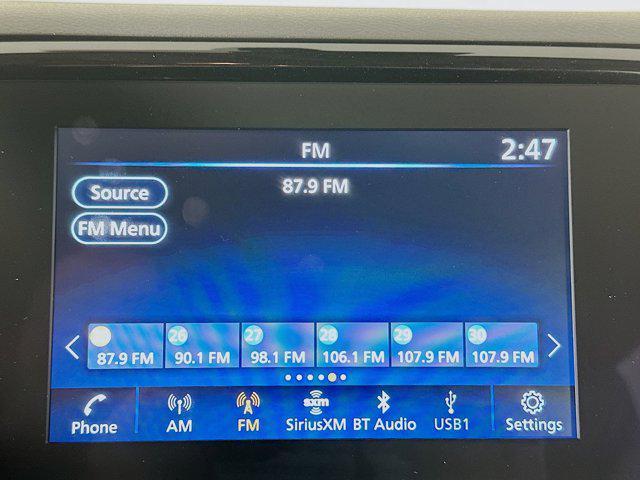 FM
2:47
Source
87.9 FM
FM Menu
26 27 28 29 30
87.9 FM 90.1 FM 98.1 FM 106.1 FM 107.9 FM 107.9 FM
sxm
Phone AM FM SiriusXM BT Audio USB1 Settings